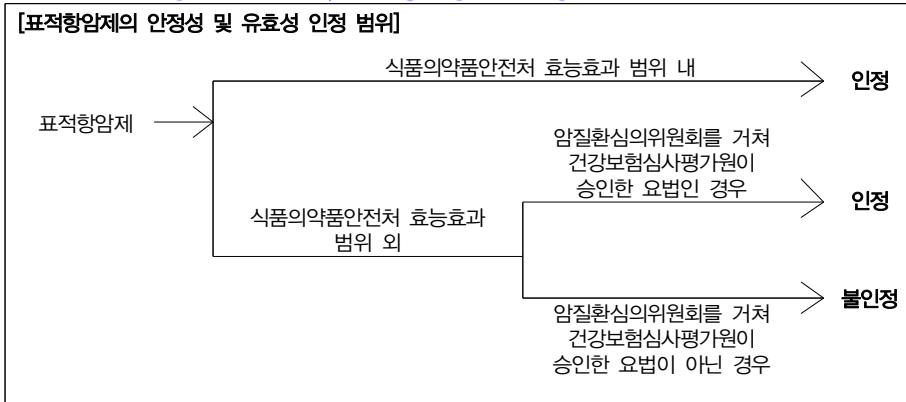 [표적항암제의 안정성 및 유효성 인정 범위]
식품의약품안전처 효능효과 범위 내
인정
표적항암제
암질환심의위원회를 거쳐
건강보험심사평가원이
승인한 요법인 경우
인정
식품의약품안전처 효능효과
범위 외
불인정
암질환심의위원회를 거쳐
건강보험심사평가원이
승인한 요법이 아닌 경우